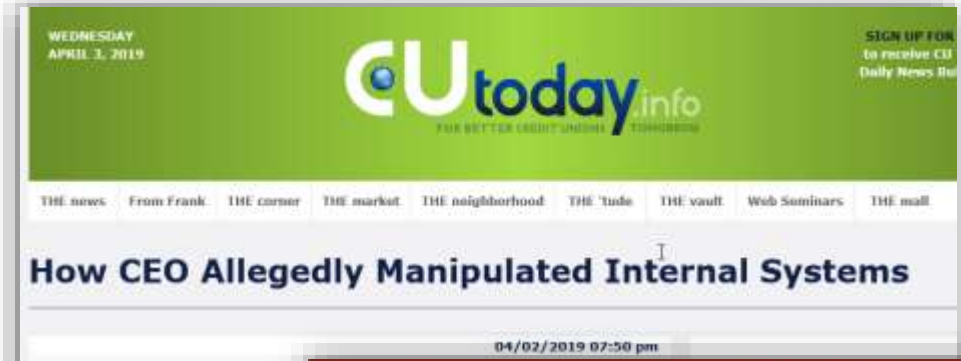 WEDNESDAY
APRIL 3, 2019
SIGN UP FOR
to receive CU
Daily News Bu
CUtoday.info
FOR BETTER CREDIT UNIONS TOMORROW
THE news From Frank THE corner THE market THE neighborhood THE 'tude THE vault Web Seminars THE mall
How CEO Allegedly Manipulated Internal Systems
04/02/2019 07:50 pm